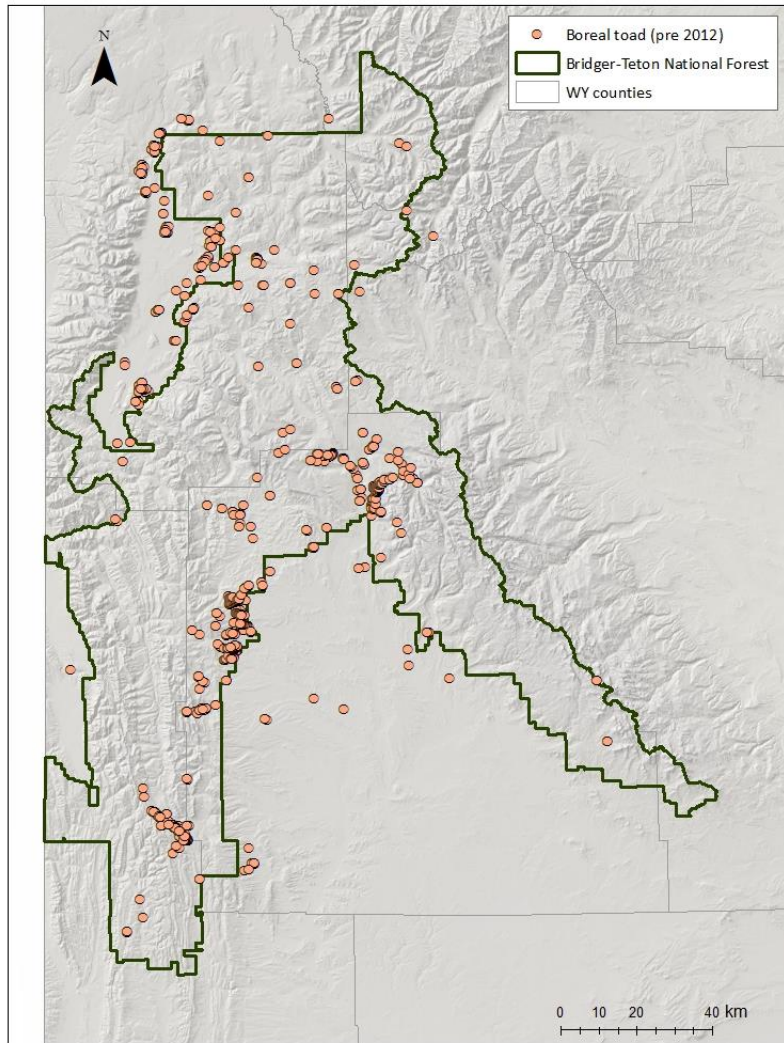 N
Boreal toad (pre 2012)
Bridger-Teton National Forest
WY counties
0 10 20 40 km